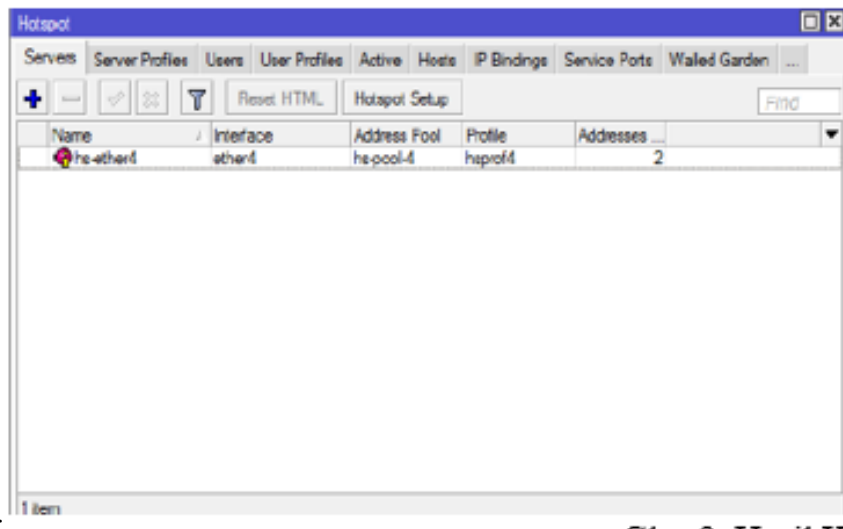 Hotspot
Servers Server Profiles Users User Profiles Active Hosts IP Bindings Service Ports Walled Garden ...
Reset HTML Hotspot Setup Find
Name Interface Address Pool Profile Addresses ...
hs-ether4 ether4 hs-pool-4 hsprof4 2
1 item